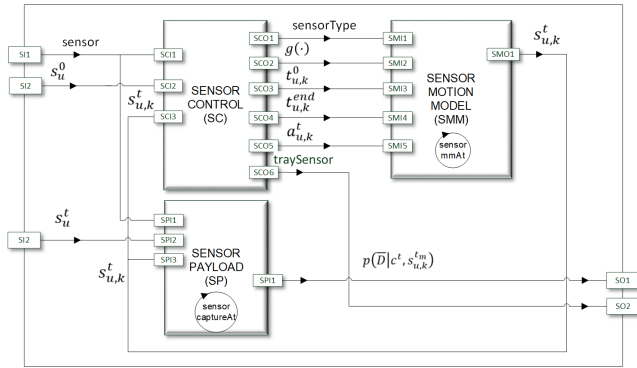 sensorType
SI1
sensor
SCI1
SCO1
SMI1
SMO1
s_{u,k}^t
SI2
s_u^0
SCI2
SCO2
g(·)
SMI2
SENSOR
CONTROL
(SC)
SCO3
t_{u,k}^0
SMI3
SENSOR
MOTION
MODEL
(SMM)
s_{u,k}^t
SCI3
SCO4
t_{u,k}^{end}
SMI4
SCO5
a_{u,k}^t
SMI5
sensor
mmAt
SCO6
traySensor
s_u^t
SPI1
SI2
SPI2
SENSOR
PAYLOAD
(SP)
s_{u,k}^t
SPI3
SPI1
p(D̅|c^t, s_{u,k}^{t_m})
SO1
SO2
sensor
captureAt